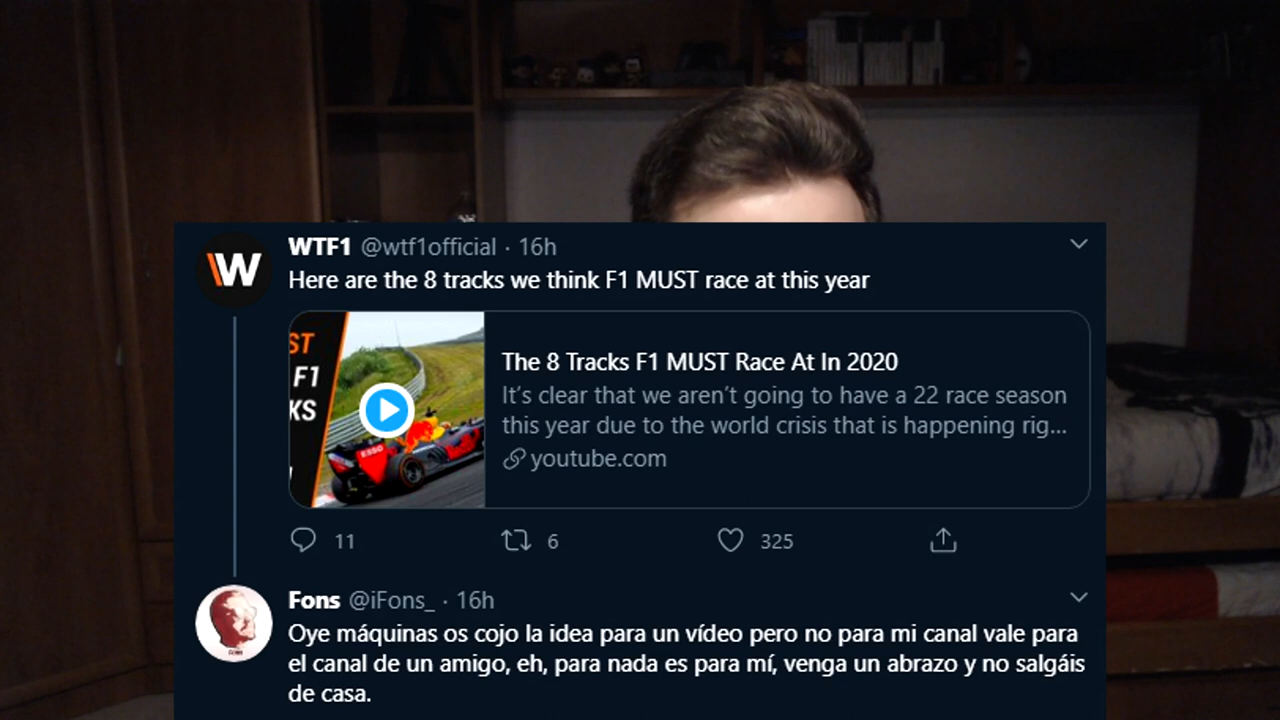 WTF1 @wtf1official · 16h
Here are the 8 tracks we think F1 MUST race at this year
ST
F1
KS
ESSO
The 8 Tracks F1 MUST Race At In 2020
It's clear that we aren't going to have a 22 race season
this year due to the world crisis that is happening rig...
youtube.com
11 6 325
Fons @iFons_ · 16h
Oye máquinas os cojo la idea para un vídeo pero no para mi canal vale para
el canal de un amigo, eh, para nada es para mí, venga un abrazo y no salgáis
de casa.